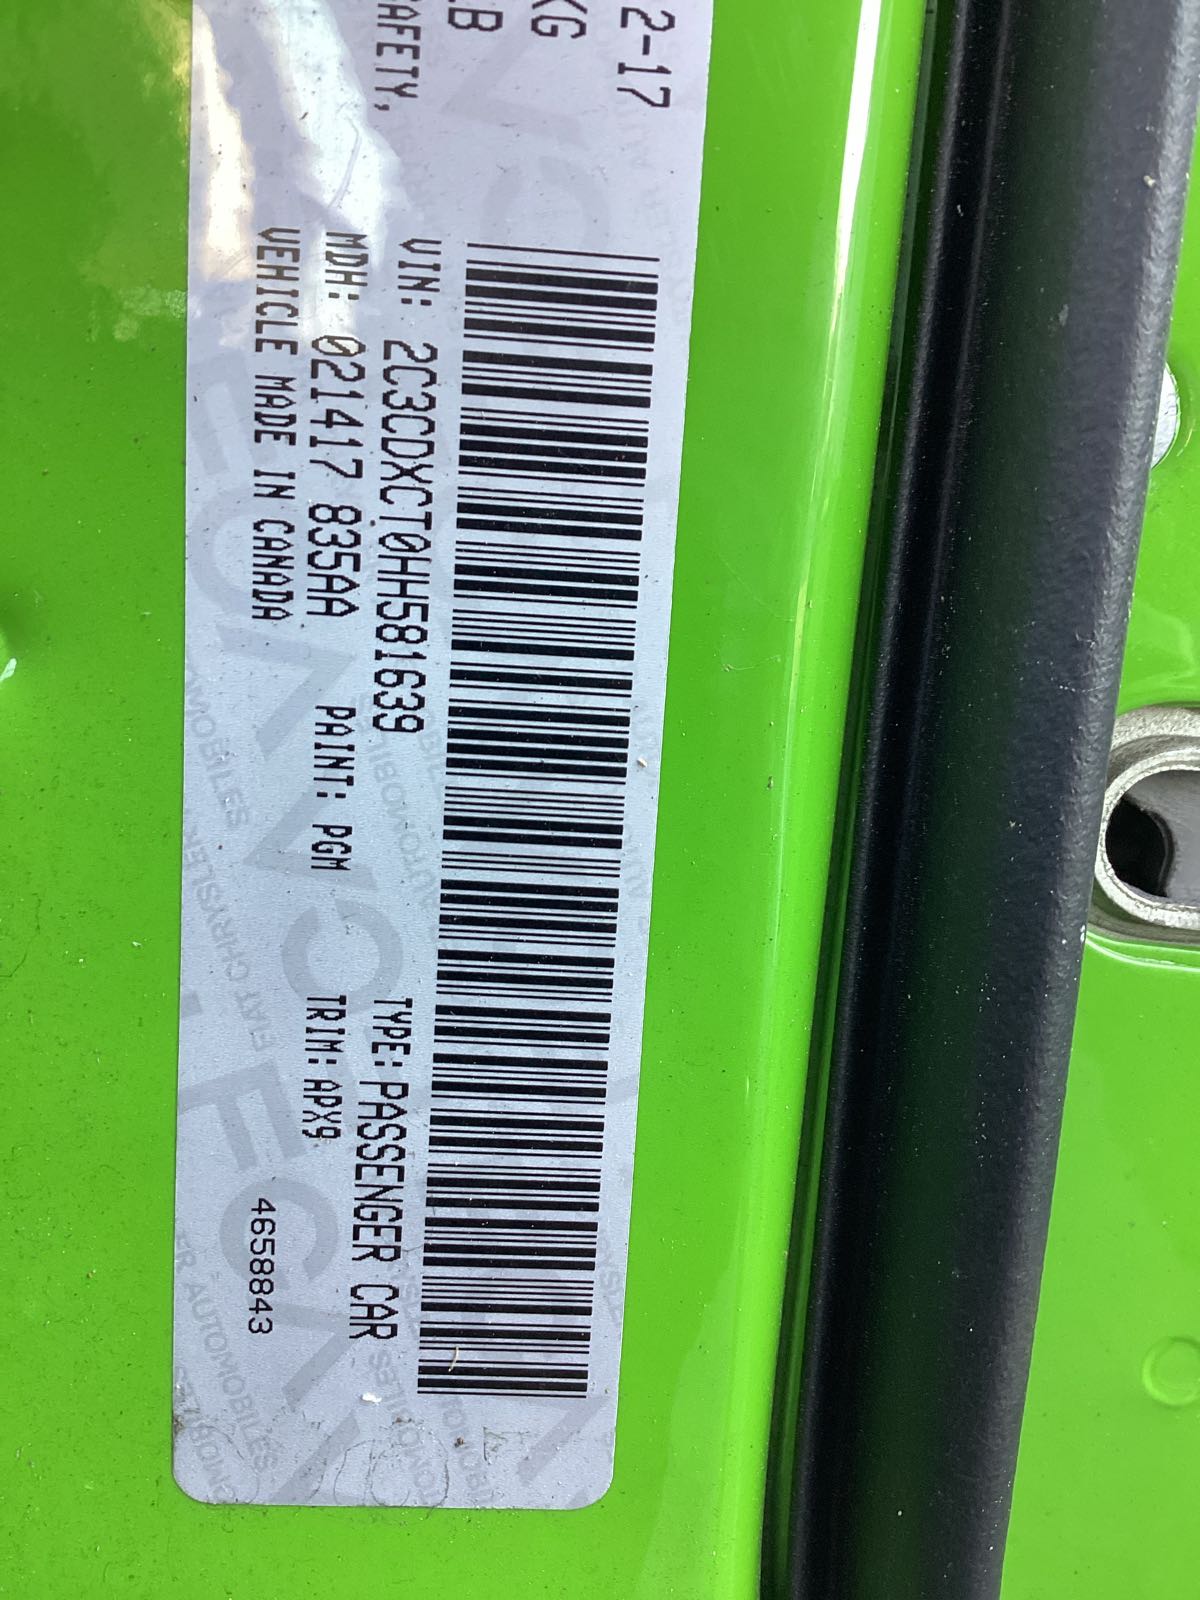 2-17
KG
LB
SAFETY,
VIN: 2C3CDXCT0HH581639
TYPE: PASSENGER CAR
MDH: 021417 835AA
PAINT: PGM
TRIM: APX9
VEHICLE MADE IN CANADA
4658843